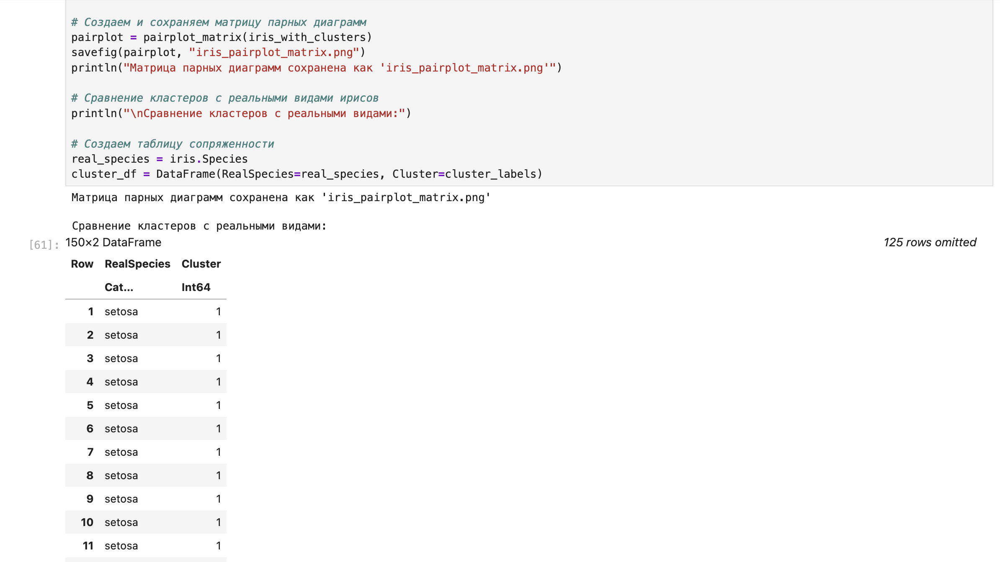 # Создаем и сохраняем матрицу парных диаграмм
pairplot = pairplot_matrix(iris_with_clusters)
savefig(pairplot, "iris_pairplot_matrix.png")
println("Матрица парных диаграмм сохранена как 'iris_pairplot_matrix.png'")
# Сравнение кластеров с реальными видами ирисов
println("\nСравнение кластеров с реальными видами:")
# Создаем таблицу сопряженности
real_species = iris.Species
cluster_df = DataFrame(RealSpecies=real_species, Cluster=cluster_labels)
Матрица парных диаграмм сохранена как 'iris_pairplot_matrix.png'
Сравнение кластеров с реальными видами:
[61]: 150×2 DataFrame 125 rows omitted
Row RealSpecies Cluster
Cat... Int64
1 setosa 1
2 setosa 1
3 setosa 1
4 setosa 1
5 setosa 1
6 setosa 1
7 setosa 1
8 setosa 1
9 setosa 1
10 setosa 1
11 setosa 1